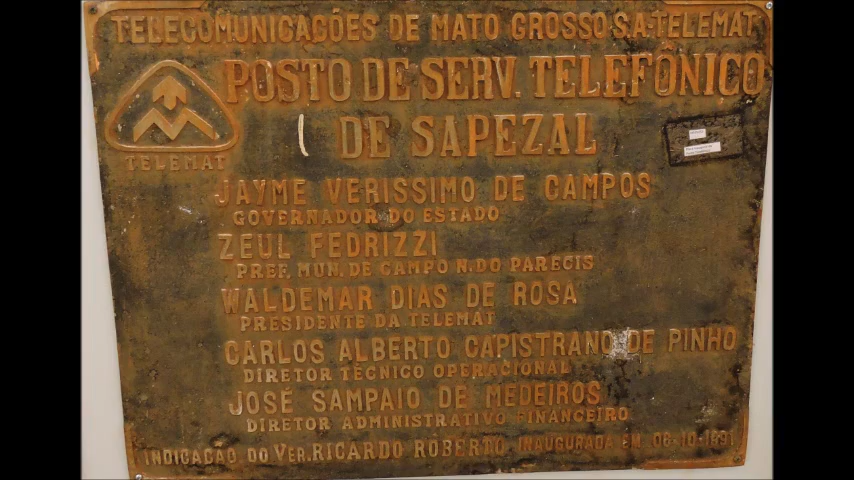 TELECOMUNICAÇÕES DE MATO GROSSO S.A-TELEMAT
POSTO DE SERV. TELEFÔNICO
DE SAPEZAL
TELEMAT
JAYME VERISSIMO DE CAMPOS
GOVERNADOR DO ESTADO
ZEUL FEDRIZZI
PREF. MUN. DE CAMPO N. DO PARECIS
WALDEMAR DIAS DE ROSA
PRESIDENTE DA TELEMAT
CARLOS ALBERTO CAPISTRANO DE PINHO
DIRETOR TÉCNICO OPERACIONAL
JOSÉ SAMPAIO DE MEDEIROS
DIRETOR ADMINISTRATIVO FINANCEIRO
INDICAÇÃO DO VER. RICARDO ROBERTO INAUGURADA EM 06-10-1991